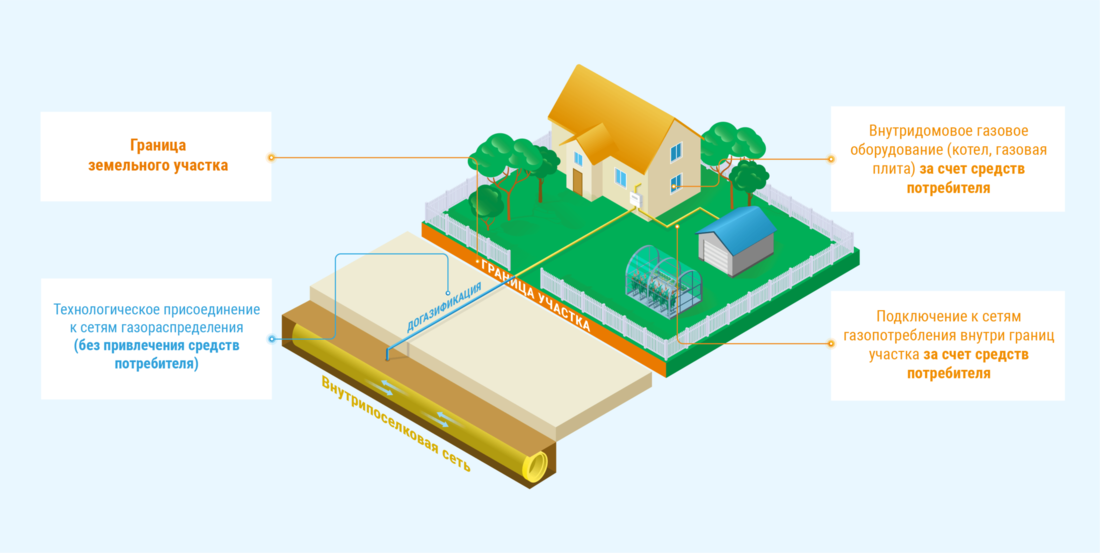 Граница
земельного участка
Внутридомовое газовое
оборудование (котел, газовая
плита) за счет средств
потребителя
ГРАНИЦА УЧАСТКА
ДОГАЗИФИКАЦИЯ
Технологическое присоединение
к сетям газораспределения
(без привлечения средств
потребителя)
Подключение к сетям
газопотребления внутри границ
участка за счет средств
потребителя
Внутрипоселковая сеть